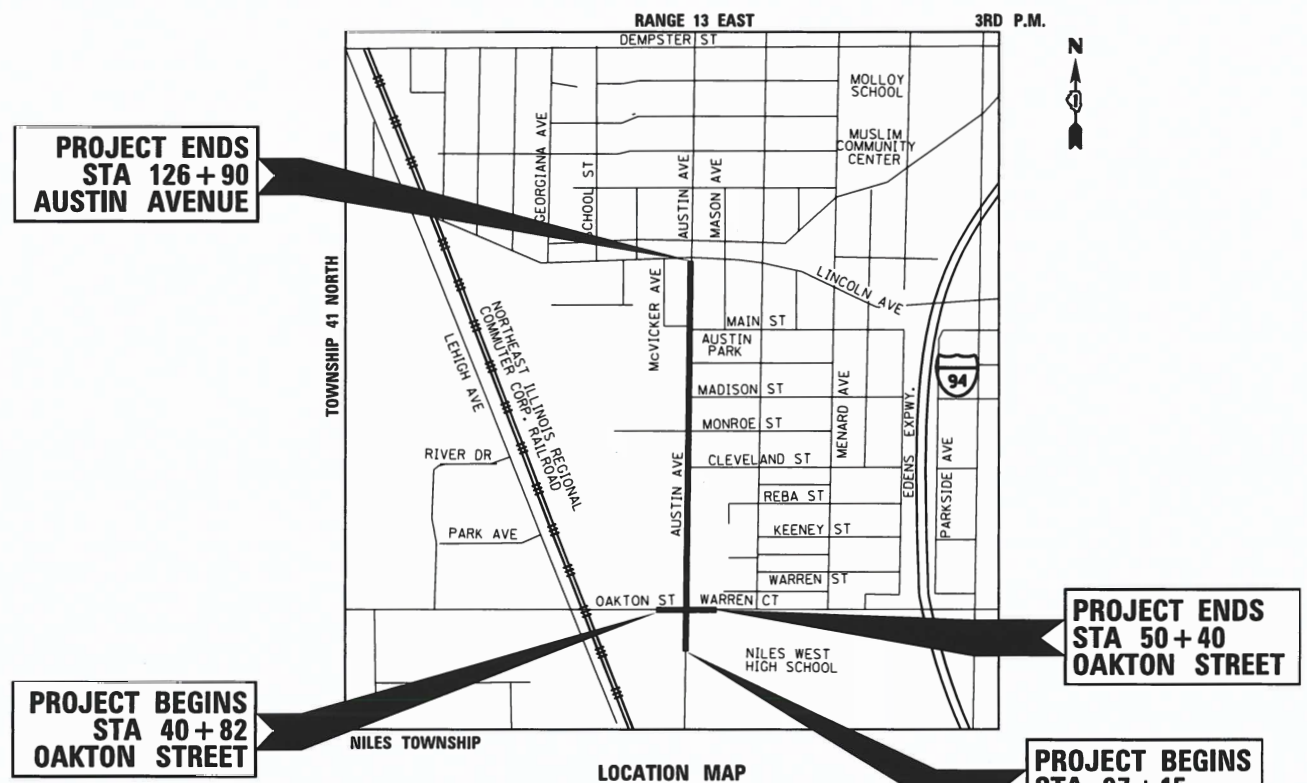 RANGE 13 EAST
3RD P.M.
DEMPSTER ST
N
MOLLOY
SCHOOL
MUSLIM
COMMUNITY
CENTER
PROJECT ENDS
STA 126+90
AUSTIN AVENUE
GEORGIANA AVE
SCHOOL ST
AUSTIN AVE
MASON AVE
TOWNSHIP 41 NORTH
LINCOLN AVE
McVICKER AVE
NORTHEAST ILLINOIS REGIONAL
COMMUTER CORP. RAILROAD
LEHIGH AVE
MAIN ST
AUSTIN
PARK
94
MADISON ST
MENARD AVE
MONROE ST
EDENS EXPWY.
PARKSIDE AVE
RIVER DR
CLEVELAND ST
AUSTIN AVE
REBA ST
PARK AVE
KEENEY ST
WARREN ST
OAKTON ST
WARREN CT
PROJECT ENDS
STA 50+40
OAKTON STREET
NILES WEST
HIGH SCHOOL
PROJECT BEGINS
STA 40+82
OAKTON STREET
NILES TOWNSHIP
LOCATION MAP
PROJECT BEGINS